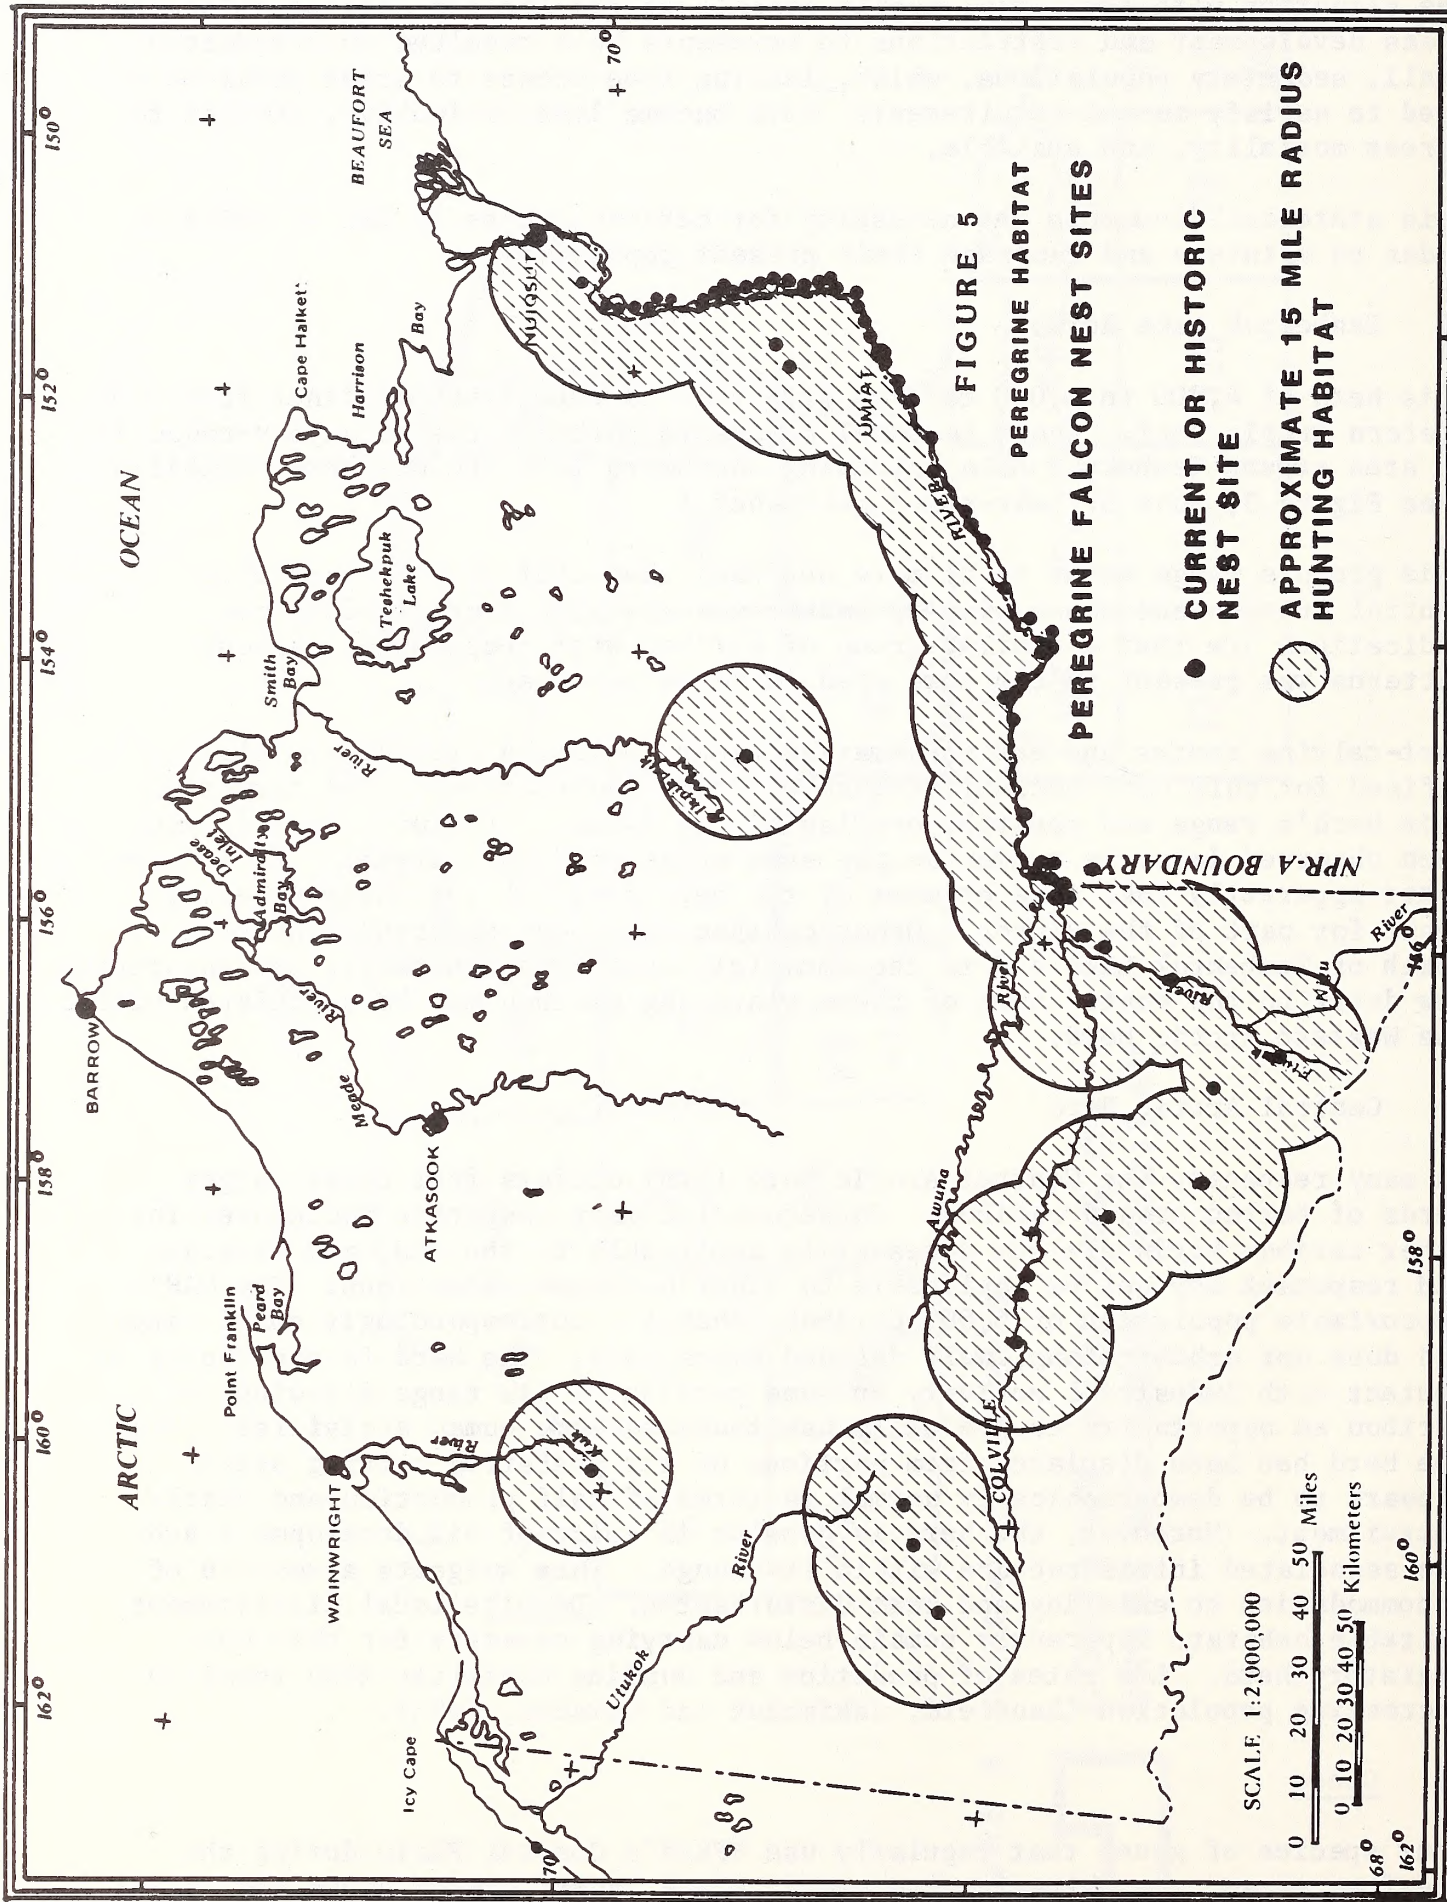 162°
160°
158°
156°
154°
152°
150°
ARCTIC
OCEAN
BEAUFORT
SEA
BARROW
Point Franklin
Peard
Bay
WAINWRIGHT
Icy Cape
Dease
Inlet
Admiralty
Bay
Smith
Bay
Cape Halket
Harrison
Bay
Teshekpuk
Lake
Meade
River
ATKASOOK
River
Ikpikpuk
Kuk
River
Utukok
River
NUIQSUT
70°
70°
UMIAT
RIVER
COLVILLE
Awuna
River
Etivluk
River
Kiligwa
River
NPR-A BOUNDARY
FIGURE 5
PEREGRINE HABITAT
PEREGRINE FALCON NEST SITES
CURRENT OR HISTORIC
NEST SITE
APPROXIMATE 15 MILE RADIUS
HUNTING HABITAT
SCALE 1:2,000,000
0 10 20 30 40 50 Miles
0 10 20 30 40 50 Kilometers
68°
162°
160°
158°
156°